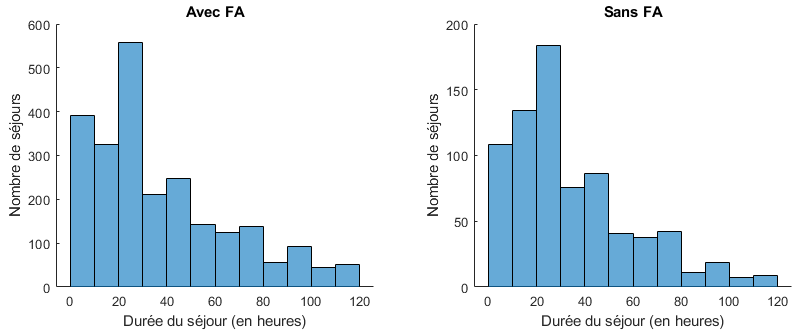 Avec FA
600
500
400
300
200
100
0
Nombre de séjours
0 20 40 60 80 100 120
Durée du séjour (en heures)
Sans FA
200
150
100
50
0
Nombre de séjours
0 20 40 60 80 100 120
Durée du séjour (en heures)